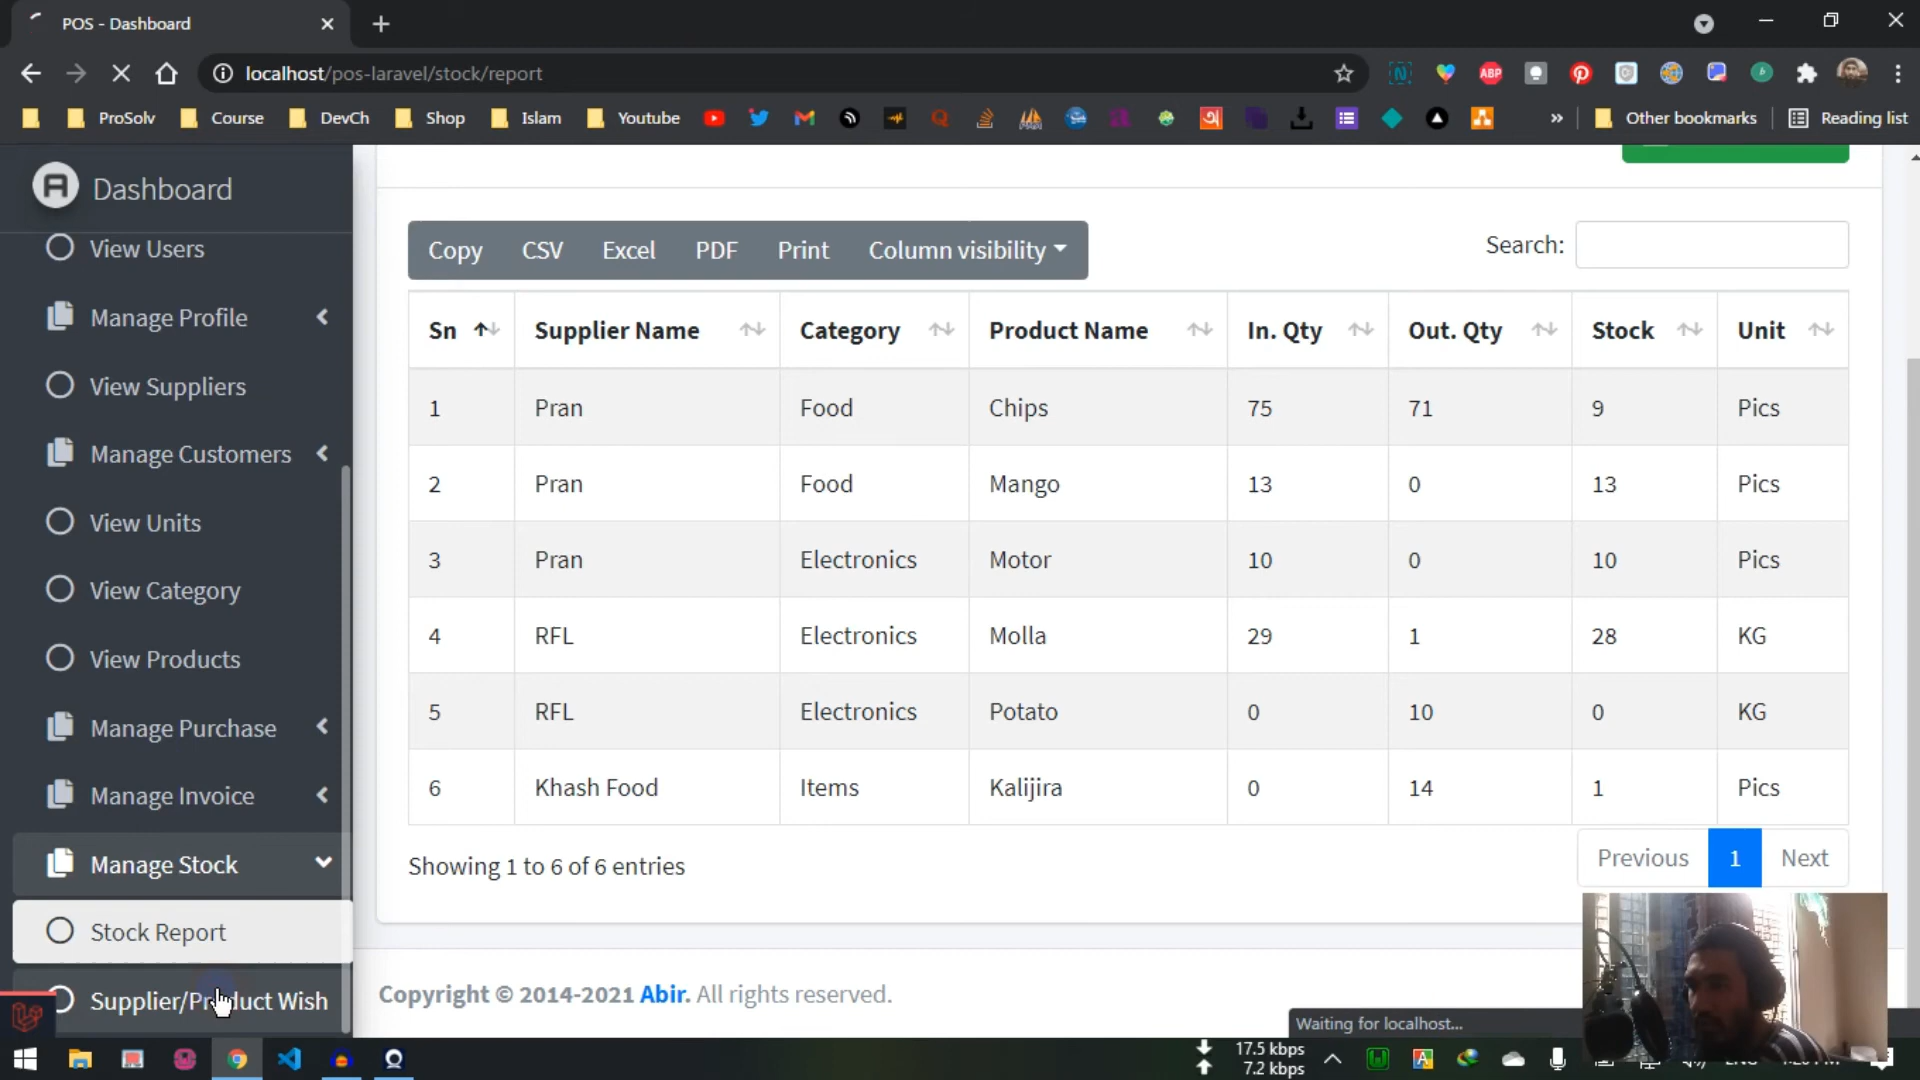 POS - Dashboard
localhost/pos-laravel/stock/report
ABP
ProSolv
Course
DevCh
Shop
Islam
Youtube
Other bookmarks
Reading list
Dashboard
View Users
Manage Profile
View Suppliers
Manage Customers
View Units
View Category
View Products
Manage Purchase
Manage Invoice
Manage Stock
Stock Report
Supplier/Product Wish
Copy CSV Excel PDF Print Column visibility
Search:
Sn Supplier Name Category Product Name In. Qty Out. Qty Stock Unit
1 Pran Food Chips 75 71 9 Pics
2 Pran Food Mango 13 0 13 Pics
3 Pran Electronics Motor 10 0 10 Pics
4 RFL Electronics Molla 29 1 28 KG
5 RFL Electronics Potato 0 10 0 KG
6 Khash Food Items Kalijira 0 14 1 Pics
Showing 1 to 6 of 6 entries
Previous 1 Next
Copyright © 2014-2021 Abir. All rights reserved.
Waiting for localhost...
17.5 kbps
7.2 kbps